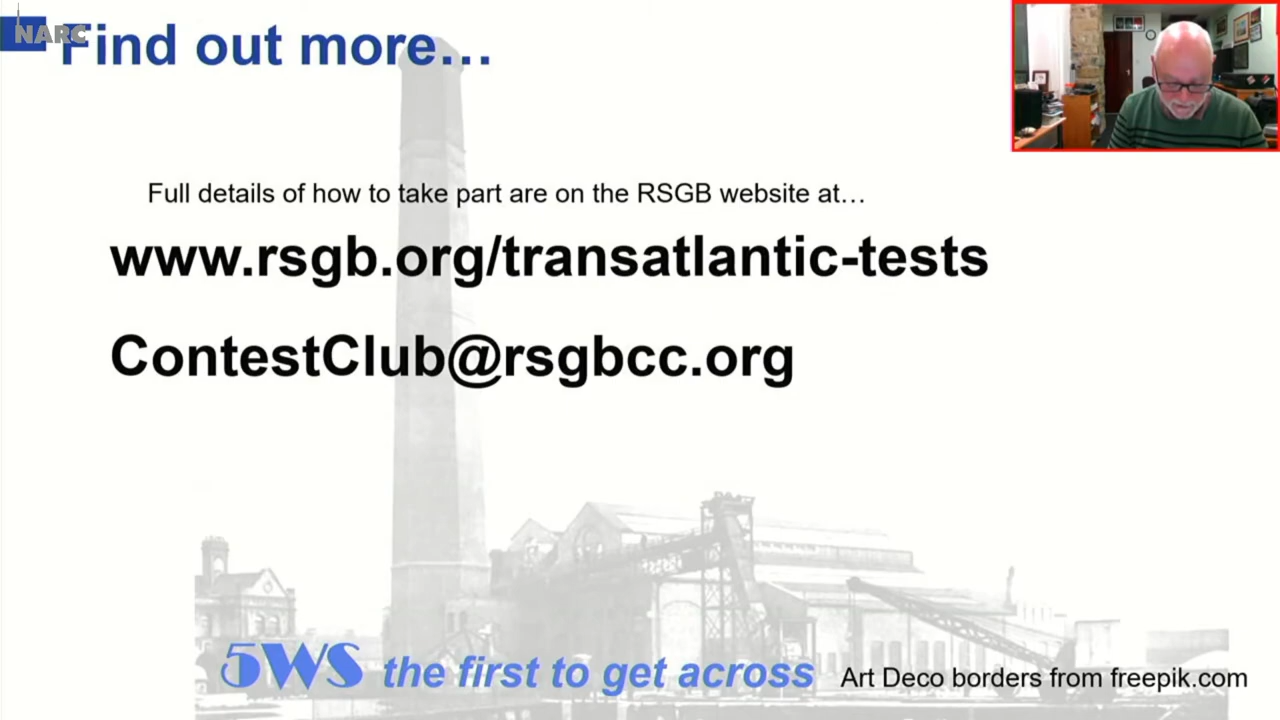 NARC
Find out more…
Full details of how to take part are on the RSGB website at…
www.rsgb.org/transatlantic-tests
ContestClub@rsgbcc.org
5WS the first to get across
Art Deco borders from freepik.com